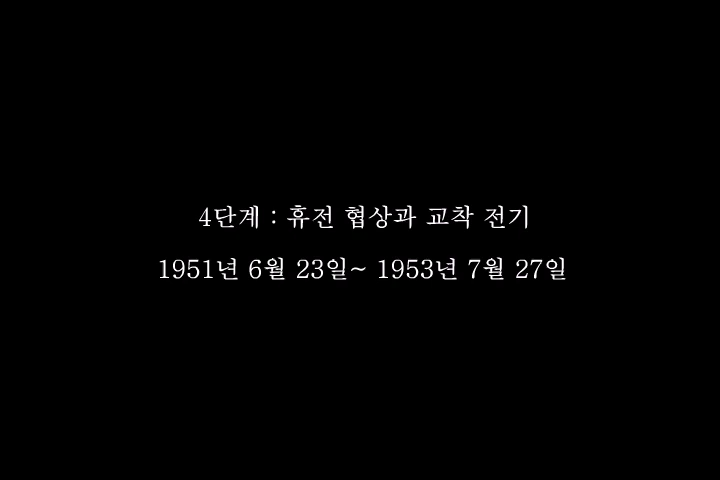 4단계 : 휴전 협상과 교착 전기
1951년 6월 23일~ 1953년 7월 27일